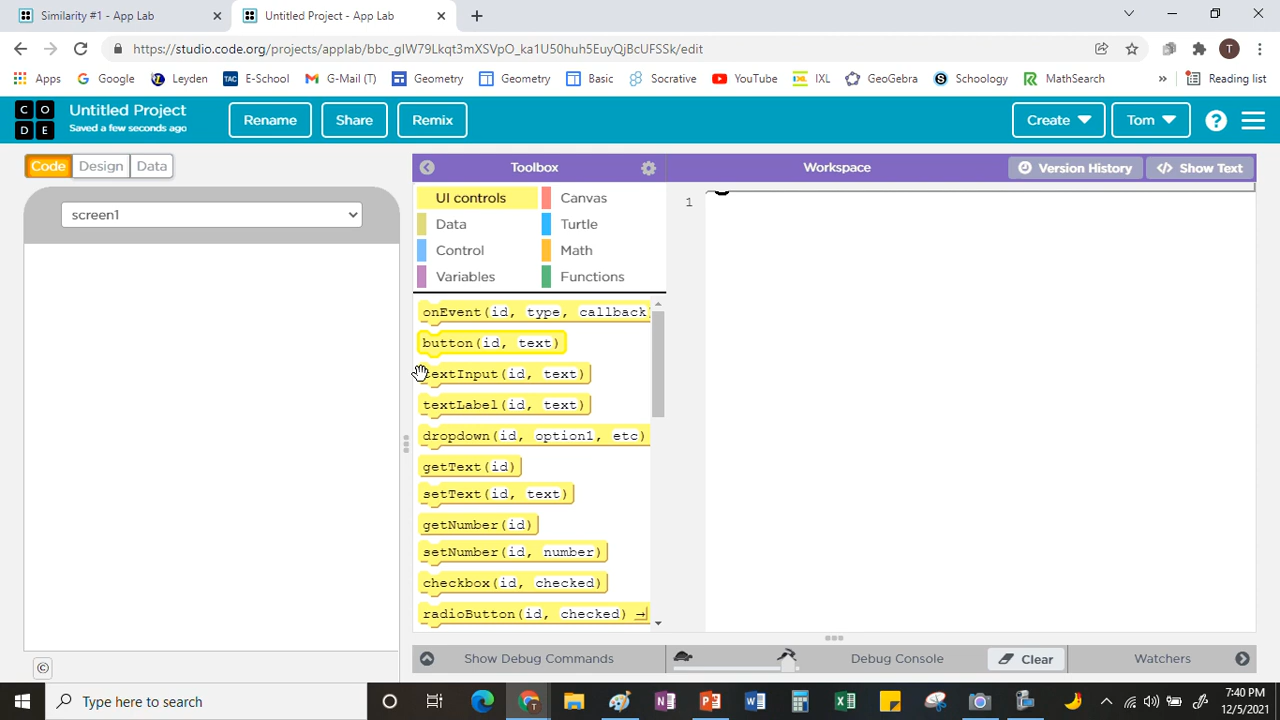 Similarity #1 - App Lab
Untitled Project - App Lab
https://studio.code.org/projects/applab/bbc_gIW79Lkqt3mXSVpO_ka1U50huh5EuyQjBcUFSSk/edit
T
Apps Google Leyden TAC E-School G-Mail (T) Geometry Geometry Basic Socrative YouTube IXL IXL GeoGebra S Schoology MathSearch » Reading list
C O
D E
Untitled Project
Saved a few seconds ago
Rename
Share
Remix
Create
Tom
?
Code Design Data
Toolbox
Workspace
Version History
</> Show Text
screen1
UI controls
Canvas
Data
Turtle
Control
Math
Variables
Functions
1
onEvent(id, type, callback)
button(id, text)
textInput(id, text)
textLabel(id, text)
dropdown(id, option1, etc)
getText(id)
setText(id, text)
getNumber(id)
setNumber(id, number)
checkbox(id, checked)
radioButton(id, checked)
©
Show Debug Commands
Debug Console
Clear
Watchers
Type here to search
7:40 PM
12/5/2021